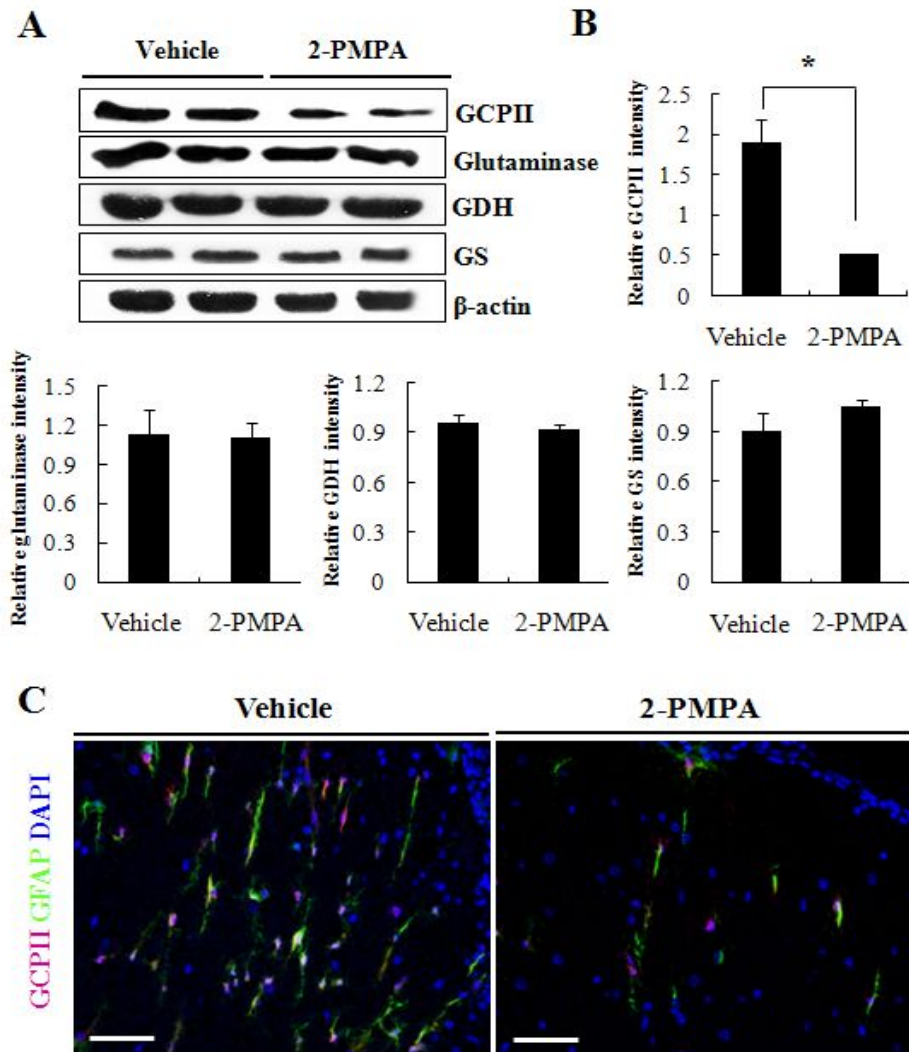 A
Vehicle 2-PMPA
GCPII
Glutaminase
GDH
GS
β-actin
B
*
Relative GCPII intensity
2.5
2
1.5
1
0.5
0
Vehicle 2-PMPA
Relative glutaminase intensity
1.5
1.2
0.9
0.6
0.3
0
Vehicle 2-PMPA
Relative GDH intensity
1.2
0.9
0.6
0.3
0
Vehicle 2-PMPA
Relative GS intensity
1.2
0.9
0.6
0.3
0
Vehicle 2-PMPA
C
Vehicle 2-PMPA
GCPII GFAP DAPI